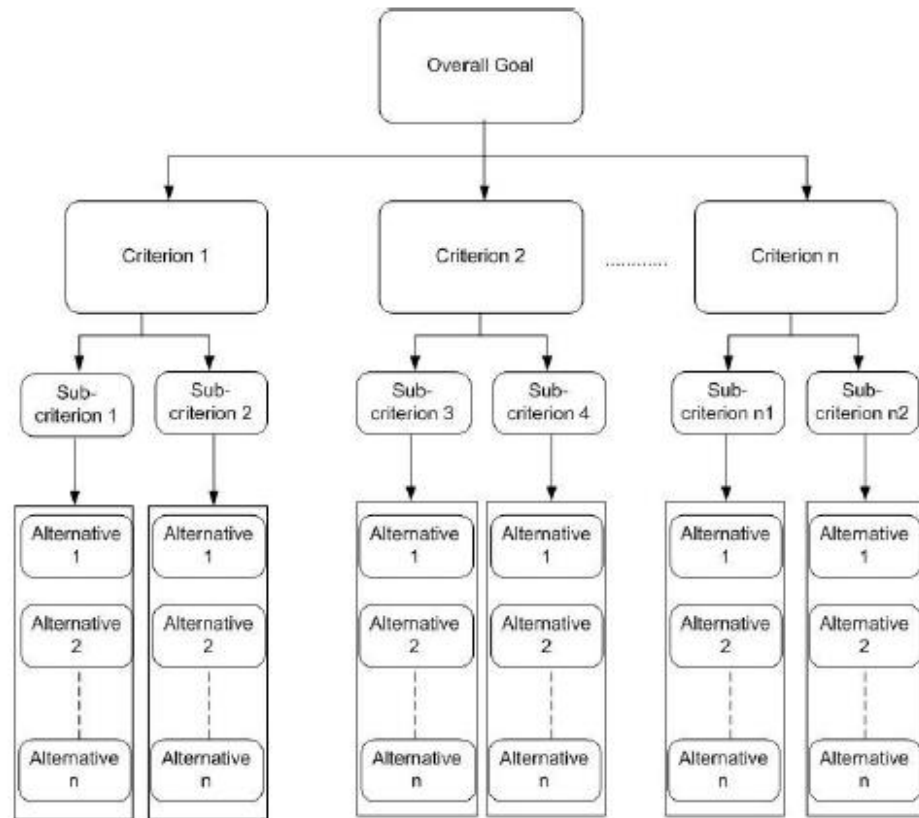 Overall Goal
Criterion 1
Criterion 2
...........
Criterion n
Sub-
criterion 1
Sub-
criterion 2
Sub-
criterion 3
Sub-
criterion 4
Sub-
criterion n1
Sub-
criterion n2
Alternative
1
Alternative
2
Alternative
n
Alternative
1
Alternative
2
Alternative
n
Alternative
1
Alternative
2
Alternative
n
Alternative
1
Alternative
2
Alternative
n
Alternative
1
Alternative
2
Alternative
n
Alternative
1
Alternative
2
Alternative
n